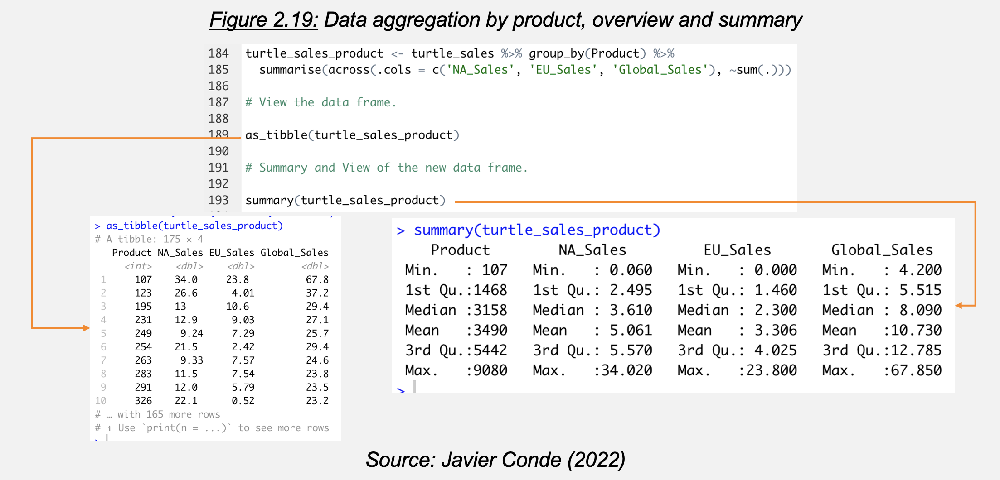 Figure 2.19: Data aggregation by product, overview and summary
184 turtle_sales_product <- turtle_sales %>% group_by(Product) %>%
185   summarise(across(.cols = c('NA_Sales', 'EU_Sales', 'Global_Sales'), ~sum(.)))
186
187 # View the data frame.
188
189 as_tibble(turtle_sales_product)
190
191 # Summary and View of the new data frame.
192
193 summary(turtle_sales_product)
> as_tibble(turtle_sales_product)
# A tibble: 175 × 4
Product NA_Sales EU_Sales Global_Sales
<int> <dbl> <dbl> <dbl>
1 107 34.0 23.8 67.8
2 123 26.6 4.01 37.2
3 195 13 10.6 29.4
4 231 12.9 9.03 27.1
5 249 9.24 7.29 25.7
6 254 21.5 2.42 29.4
7 263 9.33 7.57 24.6
8 283 11.5 7.54 23.8
9 291 12.0 5.79 23.5
10 326 22.1 0.52 23.2
# … with 165 more rows
# ℹ Use `print(n = ...)` to see more rows
>
> summary(turtle_sales_product)
Product NA_Sales EU_Sales Global_Sales
Min. : 107 Min. : 0.060 Min. : 0.000 Min. : 4.200
1st Qu.:1468 1st Qu.: 2.495 1st Qu.: 1.460 1st Qu.: 5.515
Median :3158 Median : 3.610 Median : 2.300 Median : 8.090
Mean :3490 Mean : 5.061 Mean : 3.306 Mean :10.730
3rd Qu.:5442 3rd Qu.: 5.570 3rd Qu.: 4.025 3rd Qu.:12.785
Max. :9080 Max. :34.020 Max. :23.800 Max. :67.850
>
Source: Javier Conde (2022)